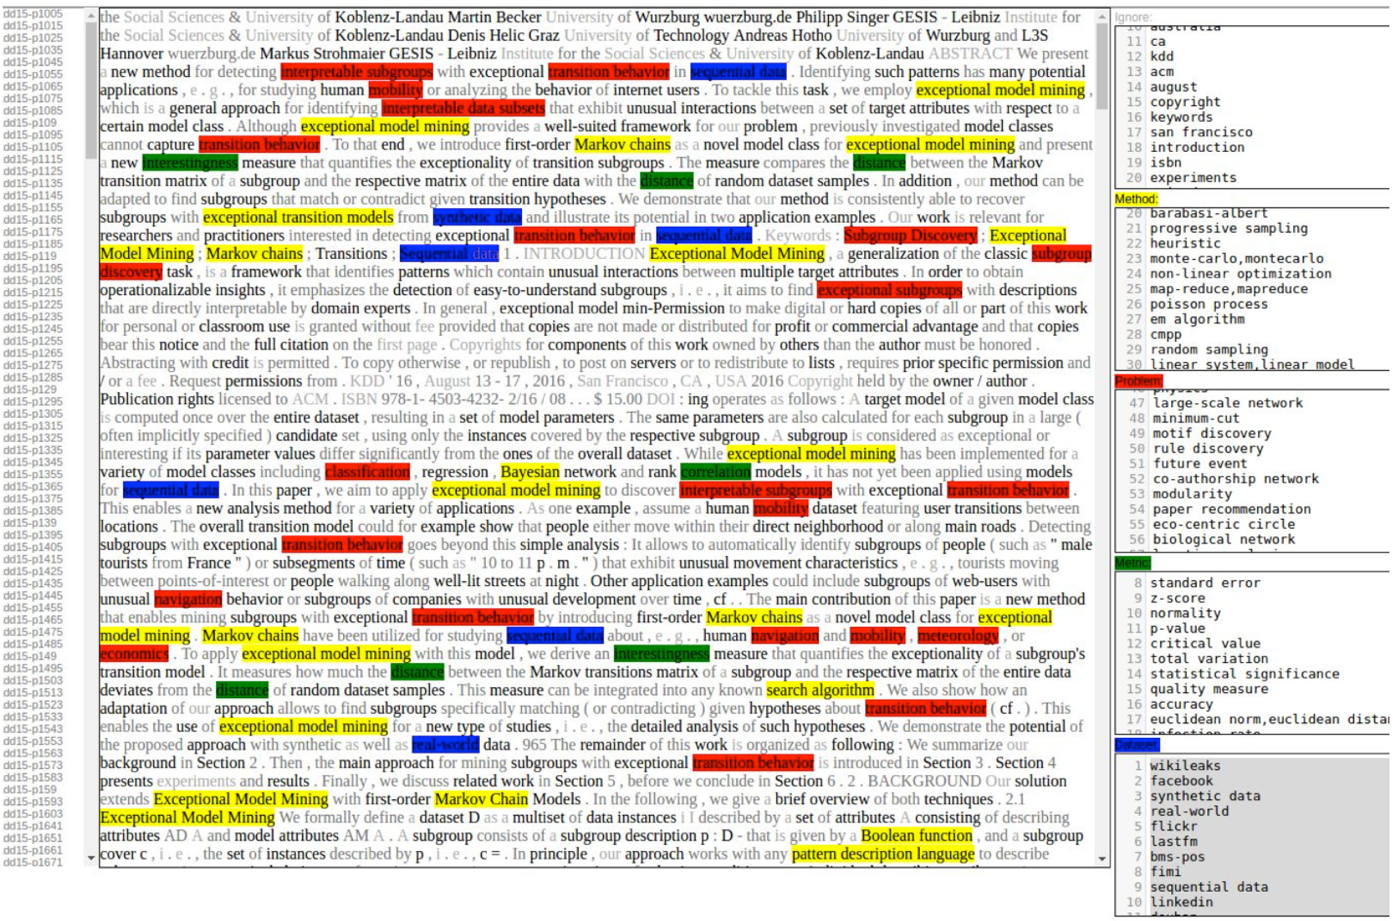 dd15-p1005
dd15-p1015
dd15-p1025
dd15-p1035
dd15-p1045
dd15-p1055
dd15-p1065
dd15-p1075
dd15-p1085
dd15-p109
dd15-p1095
dd15-p1105
dd15-p1115
dd15-p1125
dd15-p1135
dd15-p1145
dd15-p1155
dd15-p1165
dd15-p1175
dd15-p1185
dd15-p119
dd15-p1195
dd15-p1205
dd15-p1215
dd15-p1225
dd15-p1235
dd15-p1245
dd15-p1255
dd15-p1265
dd15-p1275
dd15-p1285
dd15-p129
dd15-p1295
dd15-p1305
dd15-p1315
dd15-p1325
dd15-p1335
dd15-p1345
dd15-p1355
dd15-p1365
dd15-p1375
dd15-p1385
dd15-p139
dd15-p1395
dd15-p1405
dd15-p1415
dd15-p1425
dd15-p1435
dd15-p1445
dd15-p1455
dd15-p1465
dd15-p1475
dd15-p1485
dd15-p149
dd15-p1495
dd15-p1503
dd15-p1513
dd15-p1523
dd15-p1533
dd15-p1543
dd15-p1553
dd15-p1563
dd15-p1573
dd15-p1583
dd15-p159
dd15-p1593
dd15-p1603
dd15-p1641
dd15-p1651
dd15-p1661
dd15-p1671
the Social Sciences & University of Koblenz-Landau Martin Becker University of Wurzburg wuerzburg.de Philipp Singer GESIS - Leibniz Institute for
the Social Sciences & University of Koblenz-Landau Denis Helic Graz University of Technology Andreas Hotho University of Wurzburg and L3S
Hannover wuerzburg.de Markus Strohmaier GESIS - Leibniz Institute for the Social Sciences & University of Koblenz-Landau ABSTRACT We present
a new method for detecting interpretable subgroups with exceptional transition behavior in sequential data . Identifying such patterns has many potential
applications , e . g . , for studying human mobility or analyzing the behavior of internet users . To tackle this task , we employ exceptional model mining ,
which is a general approach for identifying interpretable data subsets that exhibit unusual interactions between a set of target attributes with respect to a
certain model class . Although exceptional model mining provides a well-suited framework for our problem , previously investigated model classes
cannot capture transition behavior . To that end , we introduce first-order Markov chains as a novel model class for exceptional model mining and present
a new interestingness measure that quantifies the exceptionality of transition subgroups . The measure compares the distance between the Markov
transition matrix of a subgroup and the respective matrix of the entire data with the distance of random dataset samples . In addition , our method can be
adapted to find subgroups that match or contradict given transition hypotheses . We demonstrate that our method is consistently able to recover
subgroups with exceptional transition models from synthetic data and illustrate its potential in two application examples . Our work is relevant for
researchers and practitioners interested in detecting exceptional transition behavior in sequential data . Keywords : Subgroup Discovery ; Exceptional
Model Mining ; Markov chains ; Transitions ; Sequential data 1 . INTRODUCTION Exceptional Model Mining , a generalization of the classic subgroup
discovery task , is a framework that identifies patterns which contain unusual interactions between multiple target attributes . In order to obtain
operationalizable insights , it emphasizes the detection of easy-to-understand subgroups , i . e . , it aims to find exceptional subgroups with descriptions
that are directly interpretable by domain experts . In general , exceptional model min-Permission to make digital or hard copies of all or part of this work
for personal or classroom use is granted without fee provided that copies are not made or distributed for profit or commercial advantage and that copies
bear this notice and the full citation on the first page . Copyrights for components of this work owned by others than the author must be honored .
Abstracting with credit is permitted . To copy otherwise , or republish , to post on servers or to redistribute to lists , requires prior specific permission and
/ or a fee . Request permissions from . KDD ' 16 , August 13 - 17 , 2016 , San Francisco , CA , USA 2016 Copyright held by the owner / author .
Publication rights licensed to ACM . ISBN 978-1- 4503-4232- 2/16 / 08 . . . $ 15.00 DOI : ing operates as follows : A target model of a given model class
is computed once over the entire dataset , resulting in a set of model parameters . The same parameters are also calculated for each subgroup in a large (
often implicitly specified ) candidate set , using only the instances covered by the respective subgroup . A subgroup is considered as exceptional or
interesting if its parameter values differ significantly from the ones of the overall dataset . While exceptional model mining has been implemented for a
variety of model classes including classification , regression , Bayesian network and rank correlation models , it has not yet been applied using models
for sequential data . In this paper , we aim to apply exceptional model mining to discover interpretable subgroups with exceptional transition behavior .
This enables a new analysis method for a variety of applications . As one example , assume a human mobility dataset featuring user transitions between
locations . The overall transition model could for example show that people either move within their direct neighborhood or along main roads . Detecting
subgroups with exceptional transition behavior goes beyond this simple analysis : It allows to automatically identify subgroups of people ( such as " male
tourists from France " ) or subsegments of time ( such as " 10 to 11 p . m . " ) that exhibit unusual movement characteristics , e . g . , tourists moving
between points-of-interest or people walking along well-lit streets at night . Other application examples could include subgroups of web-users with
unusual navigation behavior or subgroups of companies with unusual development over time , cf . . The main contribution of this paper is a new method
that enables mining subgroups with exceptional transition behavior by introducing first-order Markov chains as a novel model class for exceptional
model mining . Markov chains have been utilized for studying sequential data about , e . g . , human navigation and mobility , meteorology , or
economics . To apply exceptional model mining with this model , we derive an interestingness measure that quantifies the exceptionality of a subgroup's
transition model . It measures how much the distance between the Markov transitions matrix of a subgroup and the respective matrix of the entire data
deviates from the distance of random dataset samples . This measure can be integrated into any known search algorithm . We also show how an
adaptation of our approach allows to find subgroups specifically matching ( or contradicting ) given hypotheses about transition behavior ( cf . ) . This
enables the use of exceptional model mining for a new type of studies , i . e . , the detailed analysis of such hypotheses . We demonstrate the potential of
the proposed approach with synthetic as well as real-world data . 965 The remainder of this work is organized as following : We summarize our
background in Section 2 . Then , the main approach for mining subgroups with exceptional transition behavior is introduced in Section 3 . Section 4
presents experiments and results . Finally , we discuss related work in Section 5 , before we conclude in Section 6 . 2 . BACKGROUND Our solution
extends Exceptional Model Mining with first-order Markov Chain Models . In the following , we give a brief overview of both techniques . 2.1
Exceptional Model Mining We formally define a dataset D as a multiset of data instances i I described by a set of attributes A consisting of describing
attributes AD A and model attributes AM A . A subgroup consists of a subgroup description p : D - that is given by a Boolean function , and a subgroup
cover c , i . e . , the set of instances described by p , i . e . , c = . In principle , our approach works with any pattern description language to describe
Ignore:
10 australia
11 ca
12 kdd
13 acm
14 august
15 copyright
16 keywords
17 san francisco
18 introduction
19 isbn
20 experiments
Method:
20 barabasi-albert
21 progressive sampling
22 heuristic
23 monte-carlo,montecarlo
24 non-linear optimization
25 map-reduce,mapreduce
26 poisson process
27 em algorithm
28 cmpp
29 random sampling
30 linear system,linear model
Problem:
physics
47 large-scale network
48 minimum-cut
49 motif discovery
50 rule discovery
51 future event
52 co-authorship network
53 modularity
54 paper recommendation
55 eco-centric circle
56 biological network
Metric:
8 standard error
9 z-score
10 normality
11 p-value
12 critical value
13 total variation
14 statistical significance
15 quality measure
16 accuracy
17 euclidean norm,euclidean distan
Dataset:
1 wikileaks
2 facebook
3 synthetic data
4 real-world
5 flickr
6 lastfm
7 bms-pos
8 fimi
9 sequential data
10 linkedin